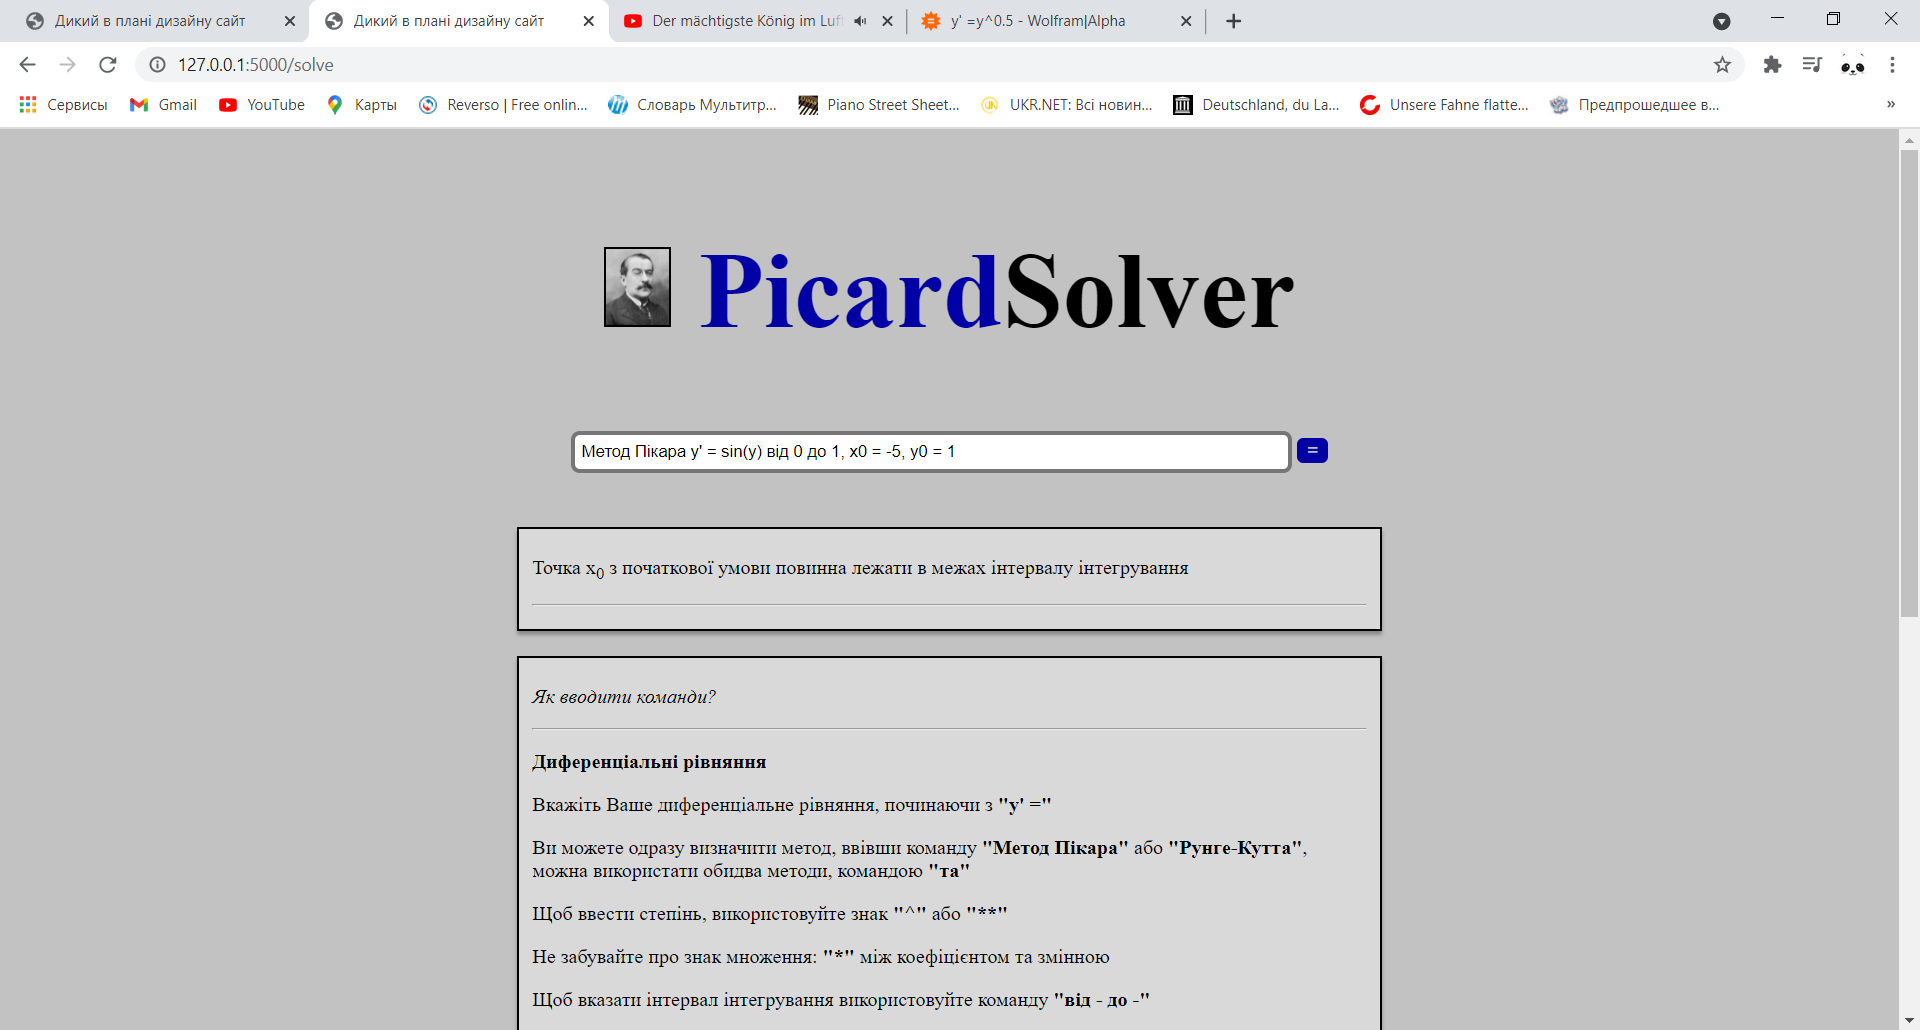 Дикий в плані дизайну сайт
Дикий в плані дизайну сайт
Der mächtigste König im Luf
y' =y^0.5 - Wolfram|Alpha
127.0.0.1:5000/solve
Сервисы
Gmail
YouTube
Карты
Reverso | Free onlin...
Словарь Мультитр...
Piano Street Sheet...
UKR.NET: Всі новин...
Deutschland, du La...
Unsere Fahne flatte...
Предпрошедшее в...
»
PicardSolver
Метод Пікара y' = sin(y) від 0 до 1, x0 = -5, y0 = 1
=
Точка x0 з початкової умови повинна лежати в межах інтервалу інтегрування
Як вводити команди?
Диференціальні рівняння
Вкажіть Ваше диференціальне рівняння, починаючи з "y' ="
Ви можете одразу визначити метод, ввівши команду "Метод Пікара" або "Рунге-Кутта",
можна використати обидва методи, командою "та"
Щоб ввести степінь, використовуйте знак "^" або "**"
Не забувайте про знак множення: "*" між коефіцієнтом та змінною
Щоб вказати інтервал інтегрування використовуйте команду "від - до -"